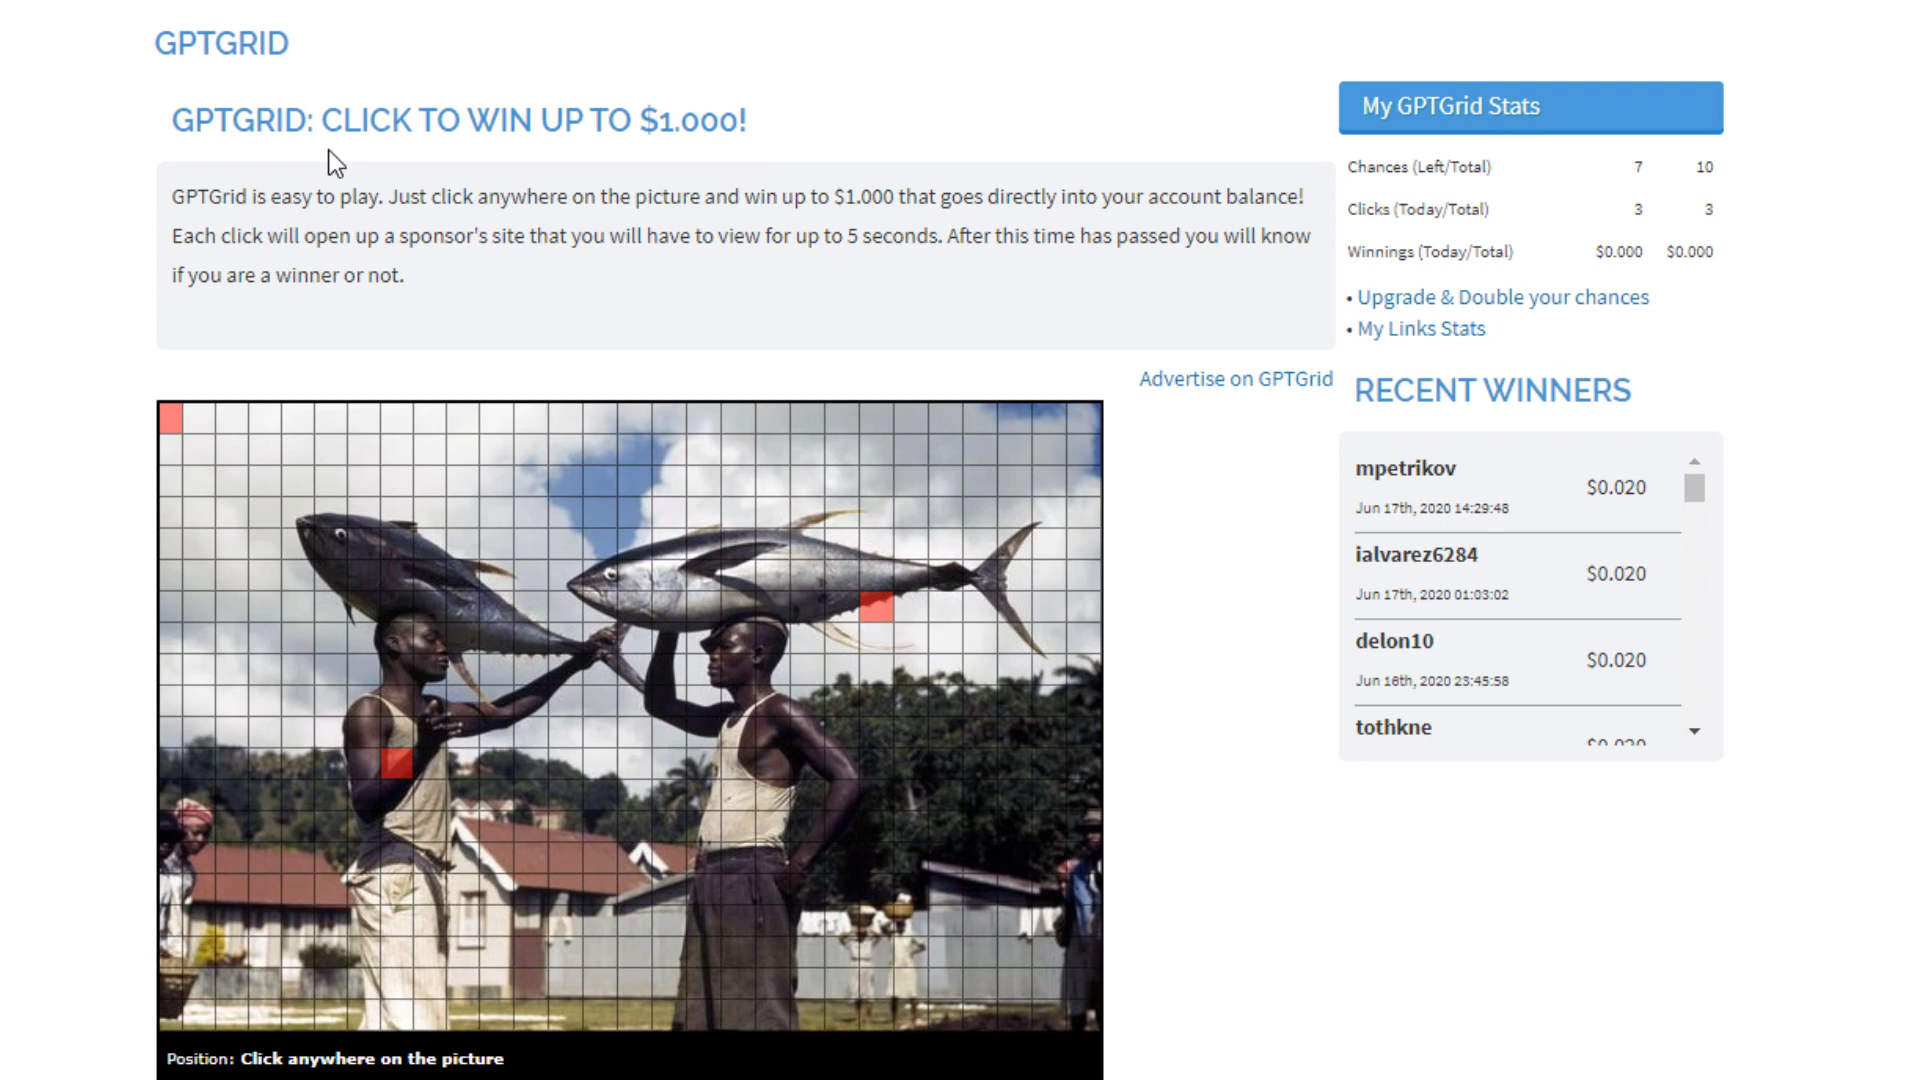 GPTGRID
GPTGRID: CLICK TO WIN UP TO $1.000!
GPTGrid is easy to play. Just click anywhere on the picture and win up to $1.000 that goes directly into your account balance!
Each click will open up a sponsor's site that you will have to view for up to 5 seconds. After this time has passed you will know
if you are a winner or not.
Advertise on GPTGrid
Position: Click anywhere on the picture
My GPTGrid Stats
Chances (Left/Total) 7 10
Clicks (Today/Total) 3 3
Winnings (Today/Total) $0.000 $0.000
• Upgrade & Double your chances
• My Links Stats
RECENT WINNERS
mpetrikov
$0.020
Jun 17th, 2020 14:29:48
ialvarez6284
$0.020
Jun 17th, 2020 01:03:02
delon10
$0.020
Jun 16th, 2020 23:45:58
tothkne